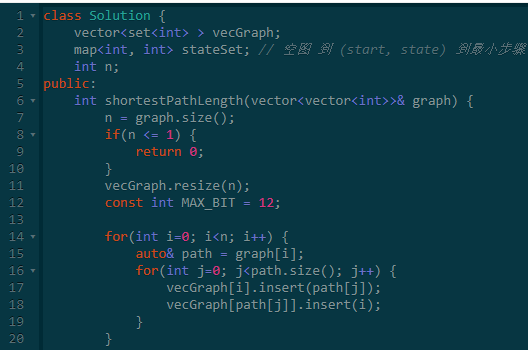 1 class Solution {
2 vector<set<int> > vecGraph;
3 map<int, int> stateSet; // 空图 到 (start, state) 到最小步骤
4 int n;
5 public:
6 int shortestPathLength(vector<vector<int>>& graph) {
7 n = graph.size();
8 if(n <= 1) {
9 return 0;
10 }
11 vecGraph.resize(n);
12 const int MAX_BIT = 12;
13
14 for(int i=0; i<n; i++) {
15 auto& path = graph[i];
16 for(int j=0; j<path.size(); j++) {
17 vecGraph[i].insert(path[j]);
18 vecGraph[path[j]].insert(i);
19 }
20 }